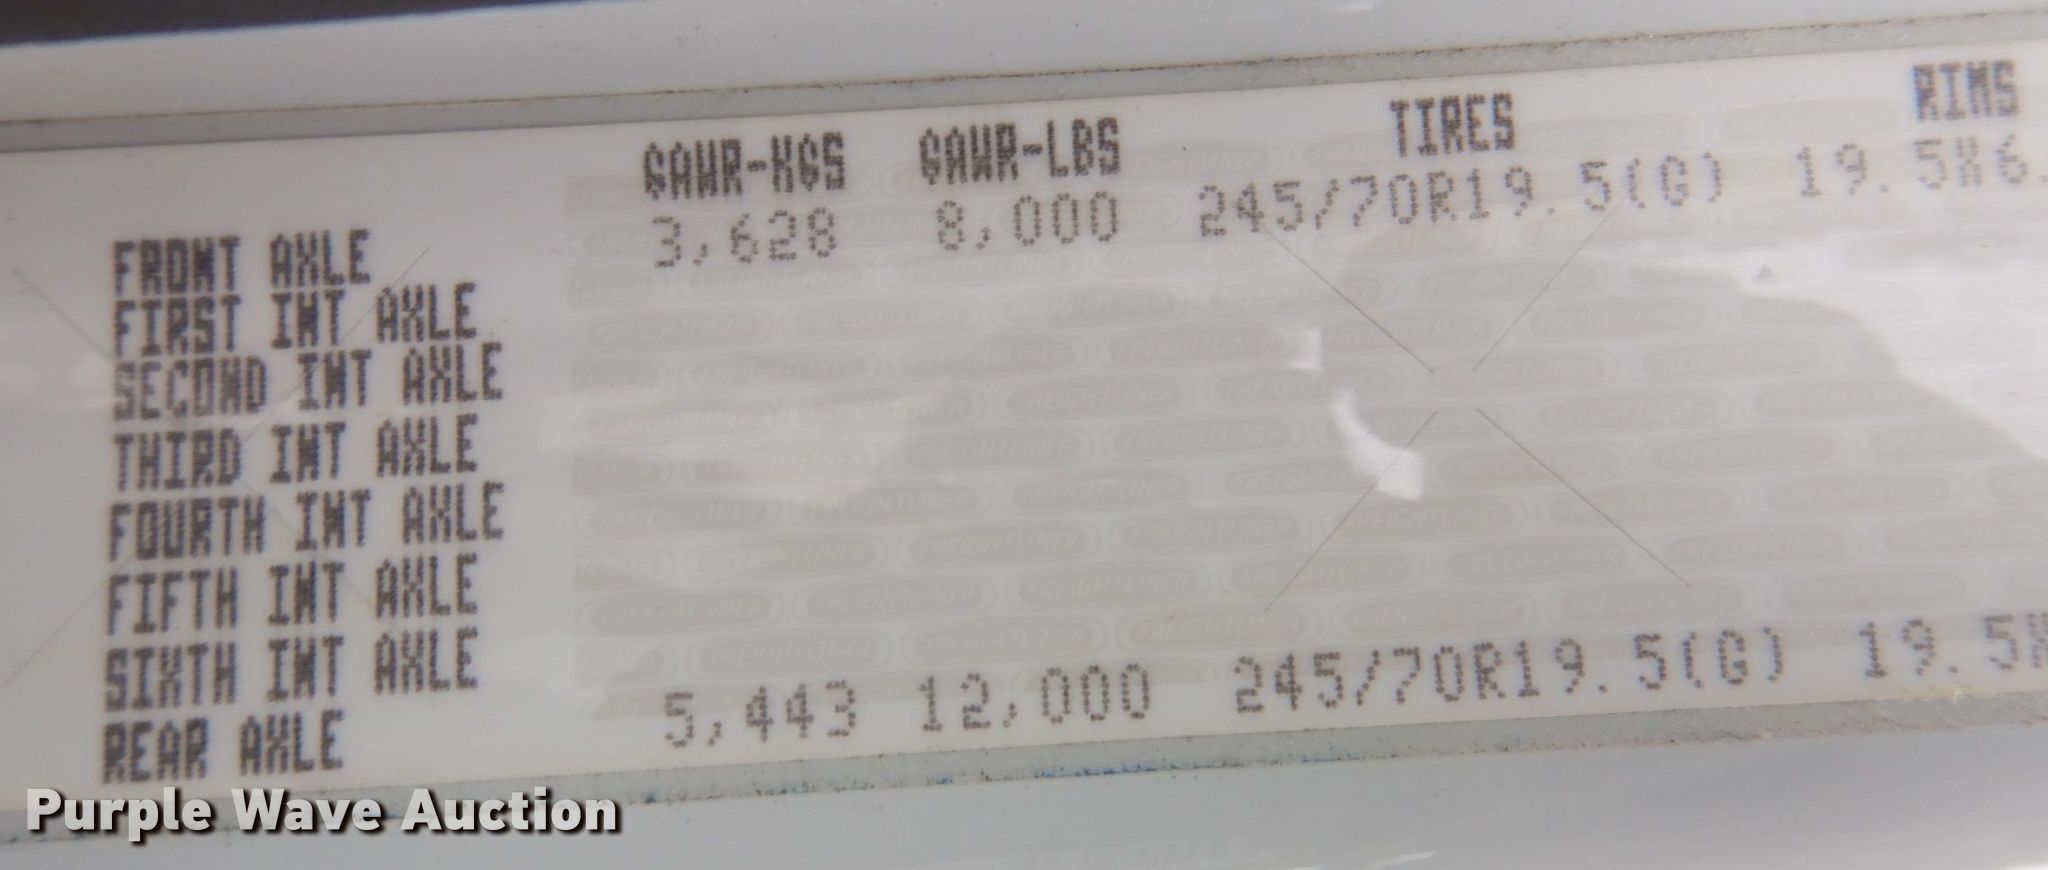 GAWR-KGS GAWR-LBS TIRES RIMS
FRONT AXLE 3,628 8,000 245/70R19.5(G) 19.5X6.
FIRST INT AXLE
SECOND INT AXLE
THIRD INT AXLE
FOURTH INT AXLE
FIFTH INT AXLE
SIXTH INT AXLE
REAR AXLE 5,443 12,000 245/70R19.5(G) 19.5X
Purple Wave Auction